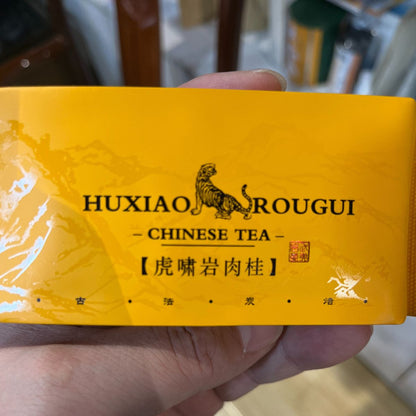 HUXIAO ROUGUI
– CHINESE TEA –
【虎啸岩肉桂】
· 古 · 法 · 炭 · 焙 ·